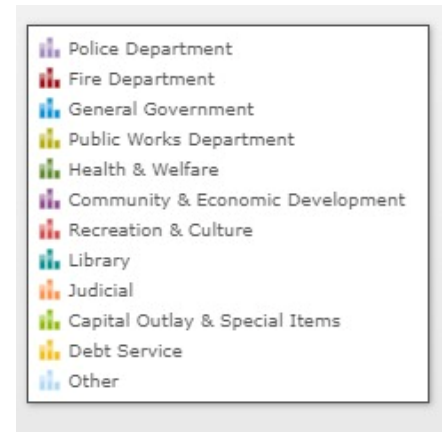 Police Department
Fire Department
General Government
Public Works Department
Health & Welfare
Community & Economic Development
Recreation & Culture
Library
Judicial
Capital Outlay & Special Items
Debt Service
Other